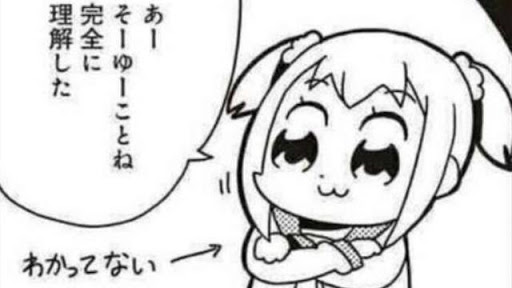 あー
そーゆーことね
完全に
理解した
わかってない